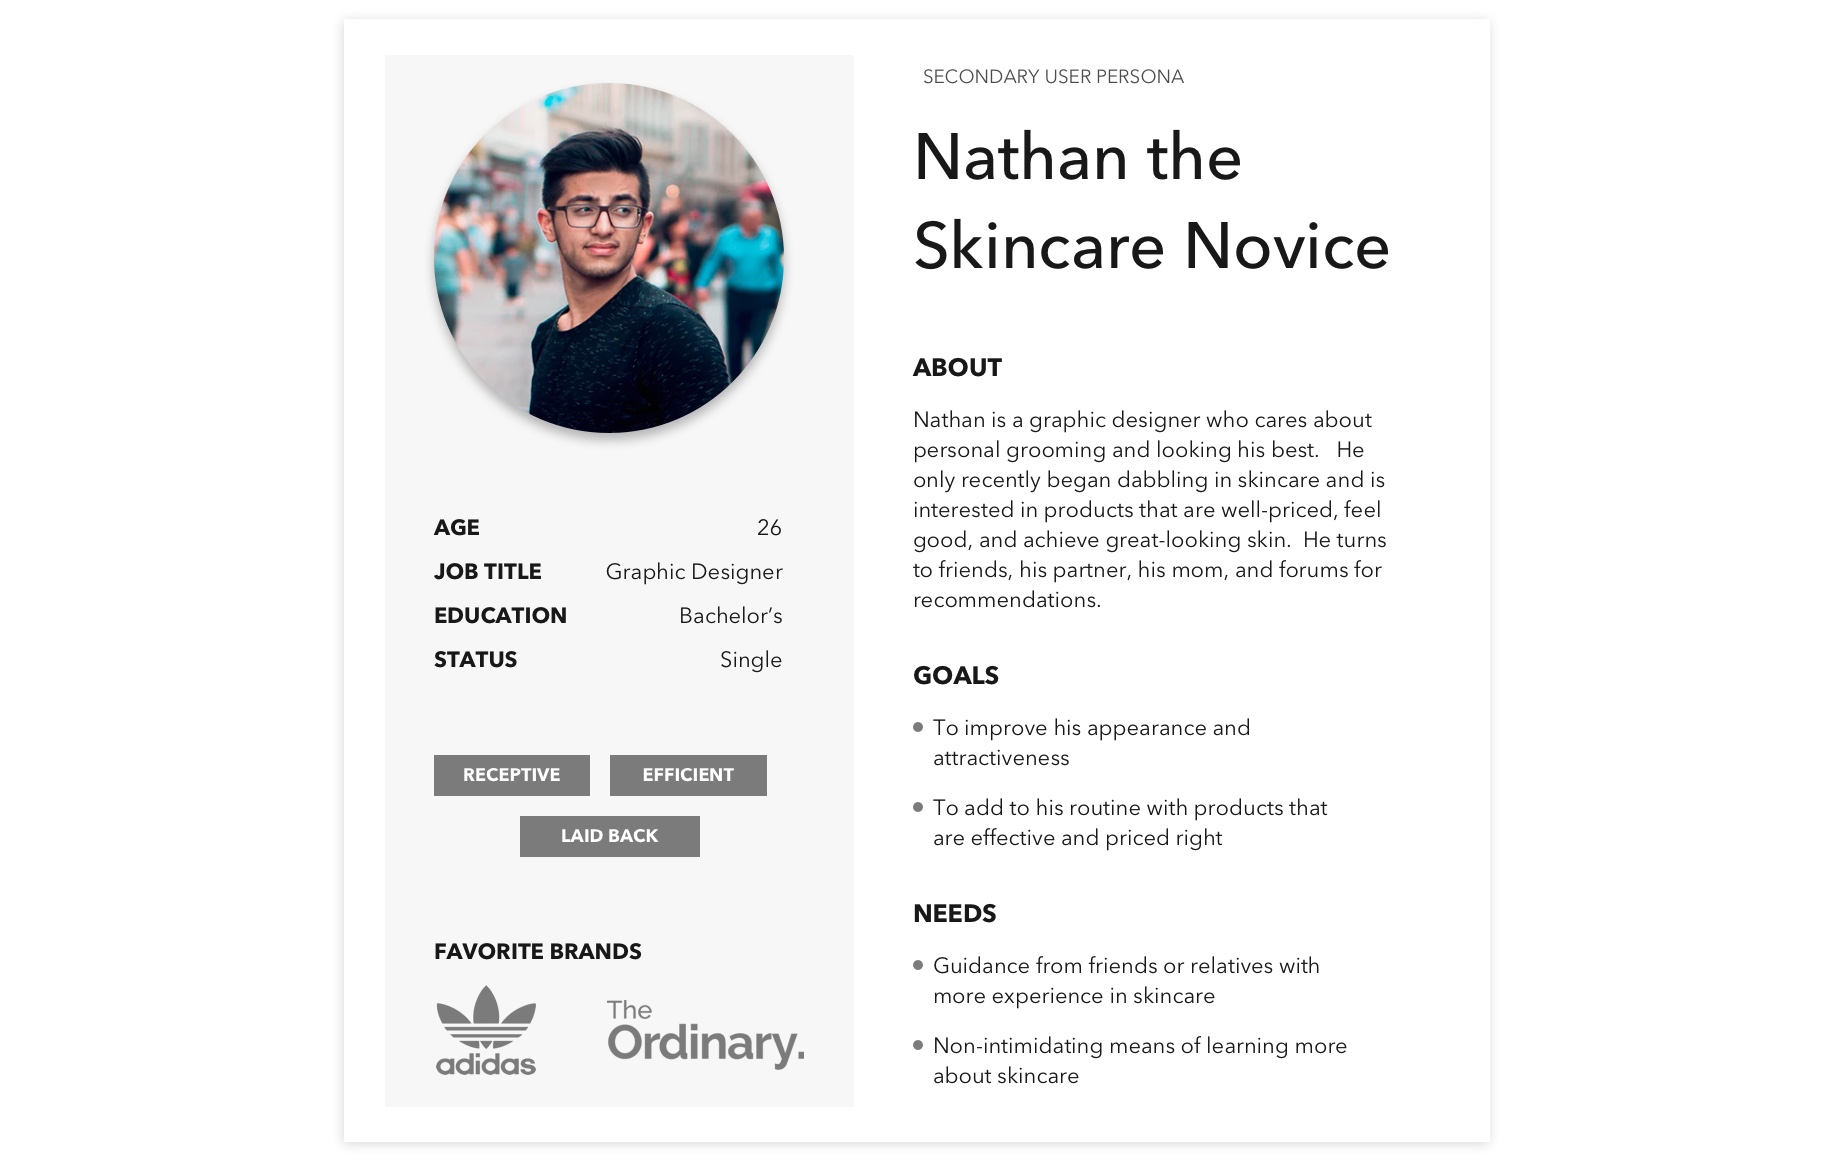 SECONDARY USER PERSONA
Nathan the
Skincare Novice
AGE 26
JOB TITLE Graphic Designer
EDUCATION Bachelor’s
STATUS Single
RECEPTIVE EFFICIENT
LAID BACK
FAVORITE BRANDS
adidas
The
Ordinary.
ABOUT
Nathan is a graphic designer who cares about
personal grooming and looking his best.   He
only recently began dabbling in skincare and is
interested in products that are well-priced, feel
good, and achieve great-looking skin.  He turns
to friends, his partner, his mom, and forums for
recommendations.
GOALS
To improve his appearance and
attractiveness
To add to his routine with products that
are effective and priced right
NEEDS
Guidance from friends or relatives with
more experience in skincare
Non-intimidating means of learning more
about skincare